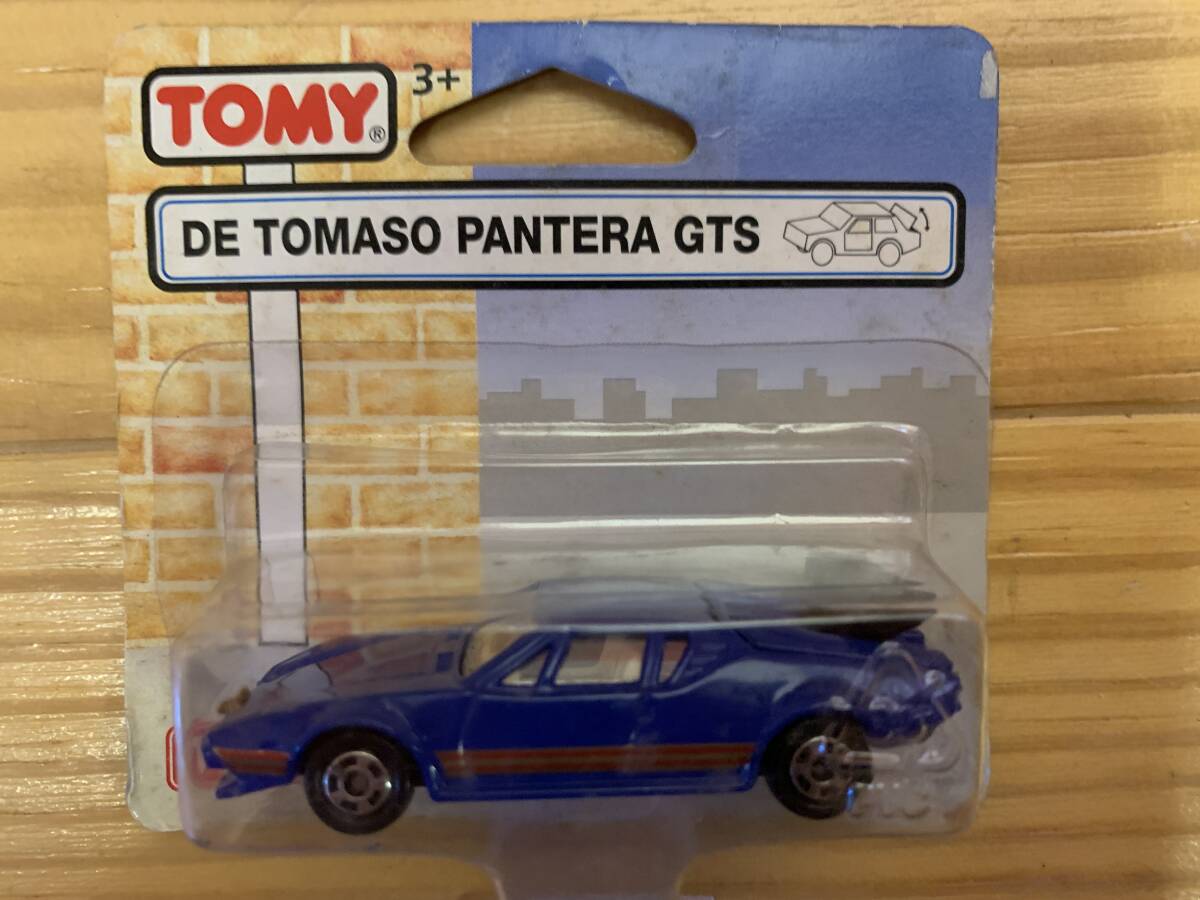 TOMY®
3+
DE TOMASO PANTERA GTS